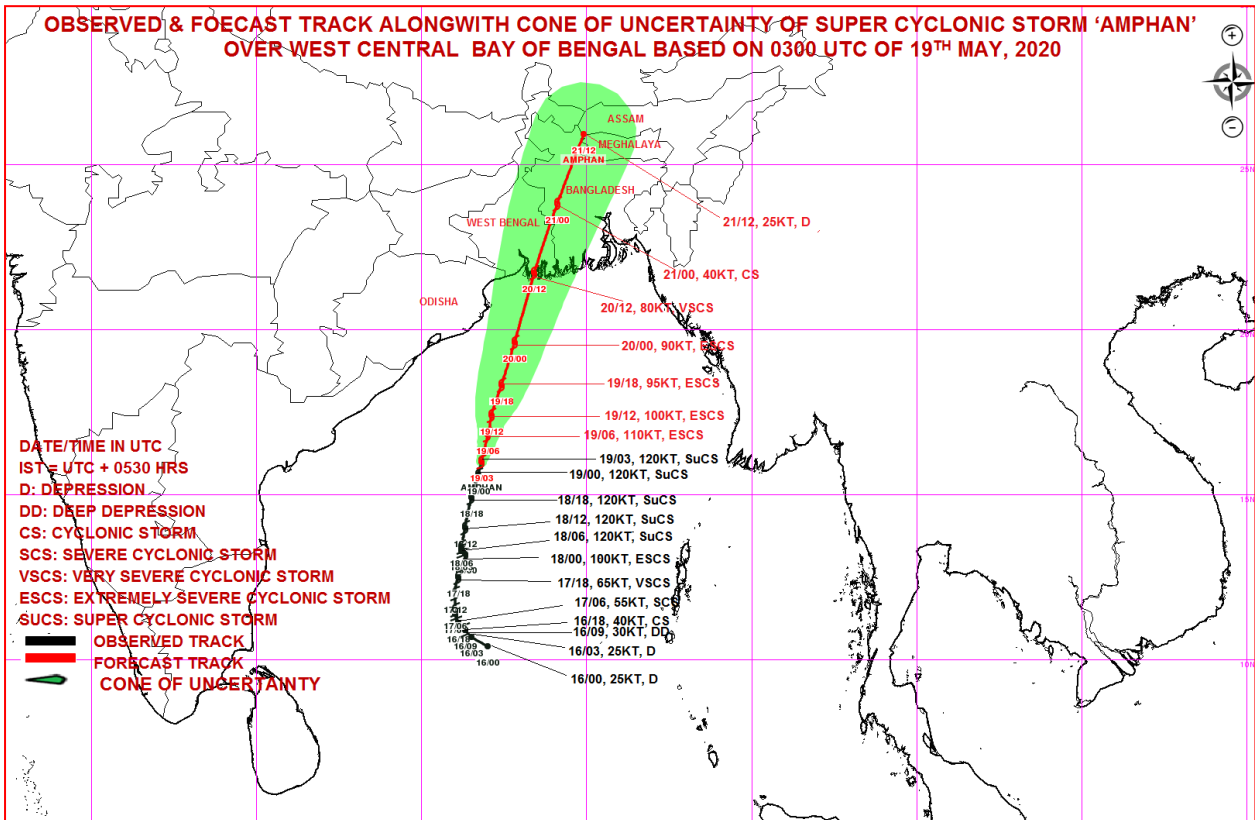 OBSERVED & FOECAST TRACK ALONGWITH CONE OF UNCERTAINTY OF SUPER CYCLONIC STORM ‘AMPHAN’
OVER WEST CENTRAL BAY OF BENGAL BASED ON 0300 UTC OF 19TH MAY, 2020
ASSAM
MEGHALAYA
21/12
AMPHAN
25N
BANGLADESH
WEST BENGAL
21/00
21/12, 25KT, D
21/00, 40KT, CS
20/12
ODISHA
20/12, 80KT, VSCS
20/00, 90KT, ESCS
20/00
19/18, 95KT, ESCS
19/18
19/12, 100KT, ESCS
19/12
19/06, 110KT, ESCS
19/06
19/03, 120KT, SuCS
19/03
19/00, 120KT, SuCS
AMPHAN
19/00
15N
18/18, 120KT, SuCS
18/18
18/12, 120KT, SuCS
18/06, 120KT, SuCS
18/06
18/00, 100KT, ESCS
17/18, 65KT, VSCS
17/18
17/06, 55KT, SCS
17/12
16/18, 40KT, CS
17/06
16/09, 30KT, DD
16/18
16/09
16/03, 25KT, D
16/03
16/00
10N
16/00, 25KT, D
DATE/TIME IN UTC
IST = UTC + 0530 HRS
D: DEPRESSION
DD: DEEP DEPRESSION
CS: CYCLONIC STORM
SCS: SEVERE CYCLONIC STORM
VSCS: VERY SEVERE CYCLONIC STORM
ESCS: EXTREMELY SEVERE CYCLONIC STORM
SUCS: SUPER CYCLONIC STORM
OBSERVED TRACK
FORECAST TRACK
CONE OF UNCERTAINTY